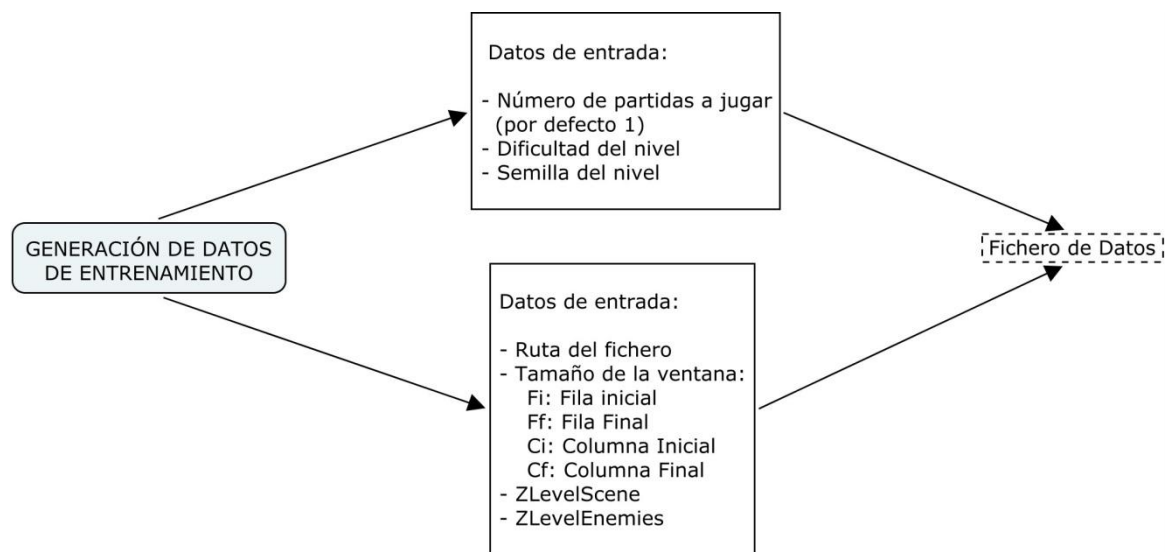 Datos de entrada:
- Número de partidas a jugar
(por defecto 1)
- Dificultad del nivel
- Semilla del nivel
GENERACIÓN DE DATOS
DE ENTRENAMIENTO
Fichero de Datos
Datos de entrada:
- Ruta del fichero
- Tamaño de la ventana:
Fi: Fila inicial
Ff: Fila Final
Ci: Columna Inicial
Cf: Columna Final
- ZLevelScene
- ZLevelEnemies